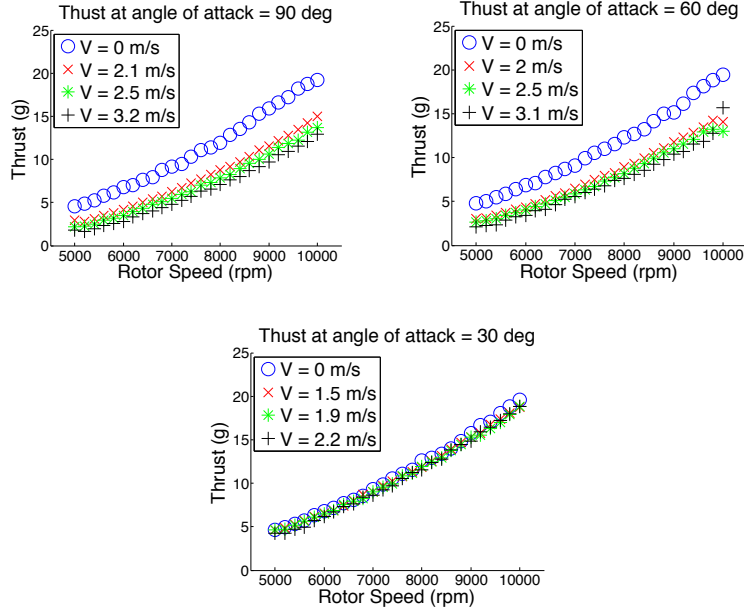 Thrust at angle of attack = 90 deg
V = 0 m/s
V = 2.1 m/s
V = 2.5 m/s
V = 3.2 m/s
Thrust (g)
25
20
15
10
5
0
5000 6000 7000 8000 9000 10000
Rotor Speed (rpm)
Thust at angle of attack = 60 deg
V = 0 m/s
V = 2 m/s
V = 2.5 m/s
V = 3.1 m/s
Thrust (g)
25
20
15
10
5
0
5000 6000 7000 8000 9000 10000
Rotor Speed (rpm)
Thust at angle of attack = 30 deg
V = 0 m/s
V = 1.5 m/s
V = 1.9 m/s
V = 2.2 m/s
Thrust (g)
25
20
15
10
5
0
5000 6000 7000 8000 9000 10000
Rotor Speed (rpm)